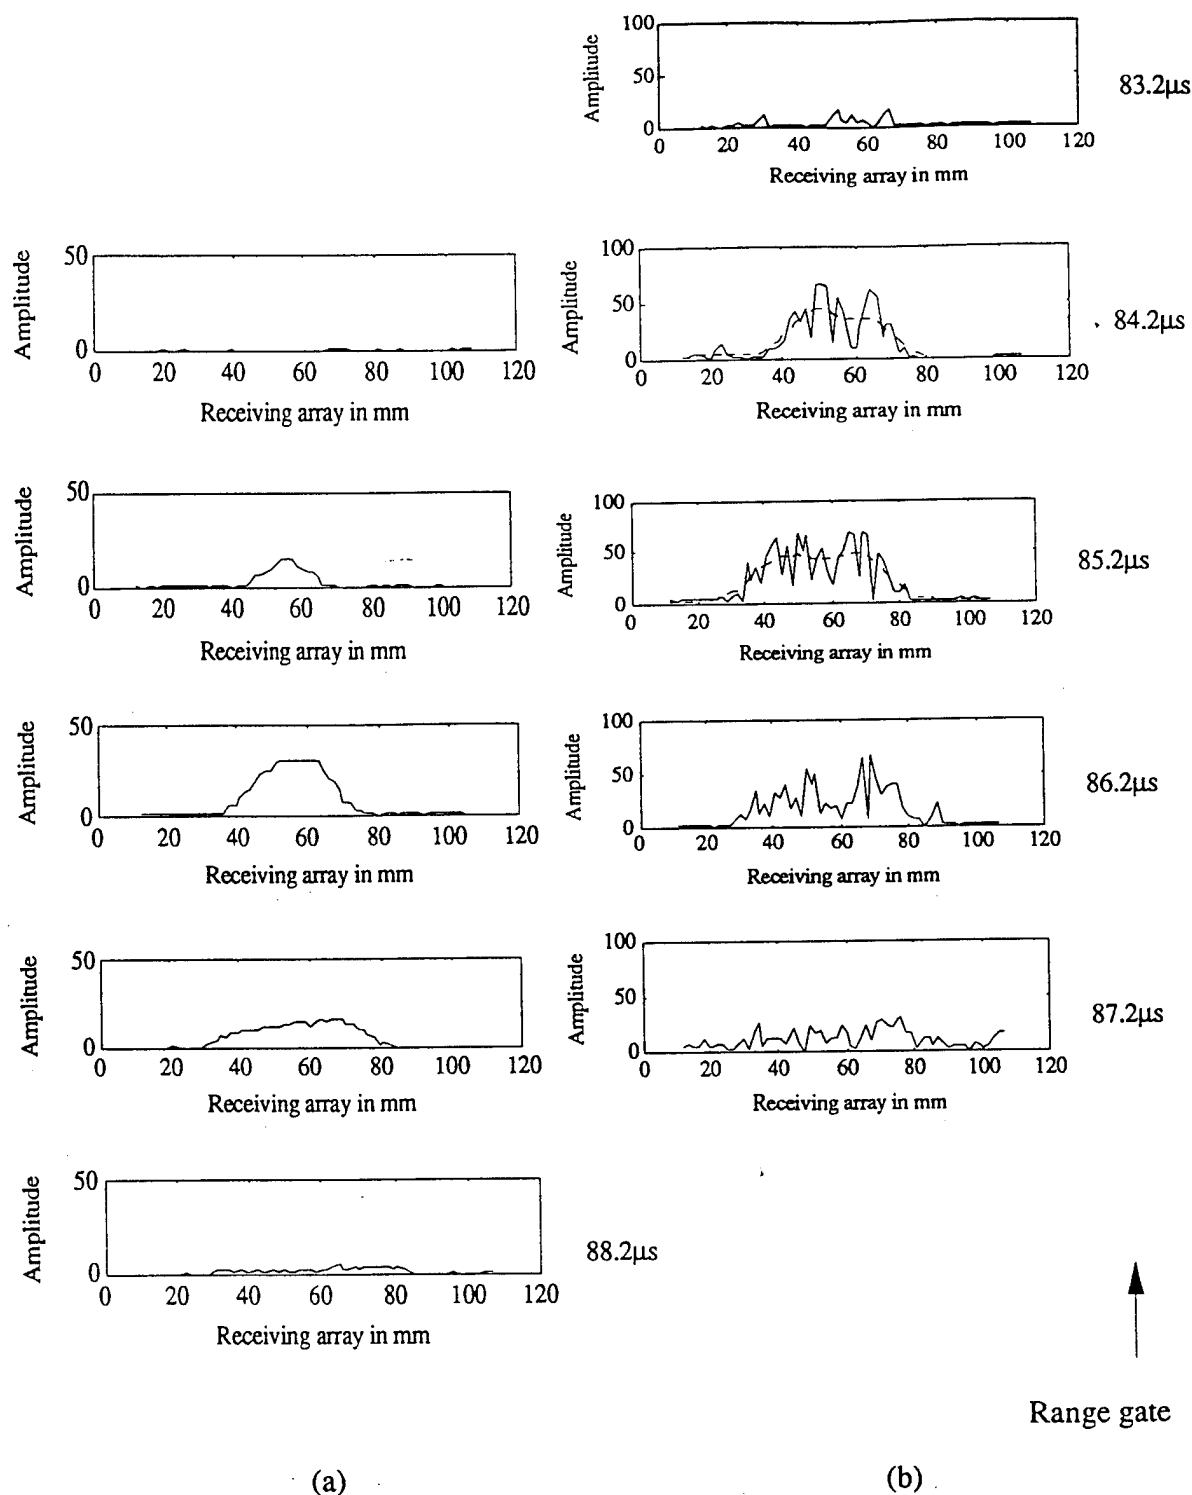 100
50
0
Amplitude
0 20 40 60 80 100 120
Receiving array in mm
83.2μs
50
0
Amplitude
0 20 40 60 80 100 120
Receiving array in mm
100
50
0
Amplitude
0 20 40 60 80 100 120
Receiving array in mm
84.2μs
50
0
Amplitude
0 20 40 60 80 100 120
Receiving array in mm
100
50
0
Amplitude
0 20 40 60 80 100 120
Receiving array in mm
85.2μs
50
0
Amplitude
0 20 40 60 80 100 120
Receiving array in mm
100
50
0
Amplitude
0 20 40 60 80 100 120
Receiving array in mm
86.2μs
50
0
Amplitude
0 20 40 60 80 100 120
Receiving array in mm
100
50
0
Amplitude
0 20 40 60 80 100 120
Receiving array in mm
87.2μs
50
0
Amplitude
0 20 40 60 80 100 120
Receiving array in mm
88.2μs
Range gate
(a)
(b)